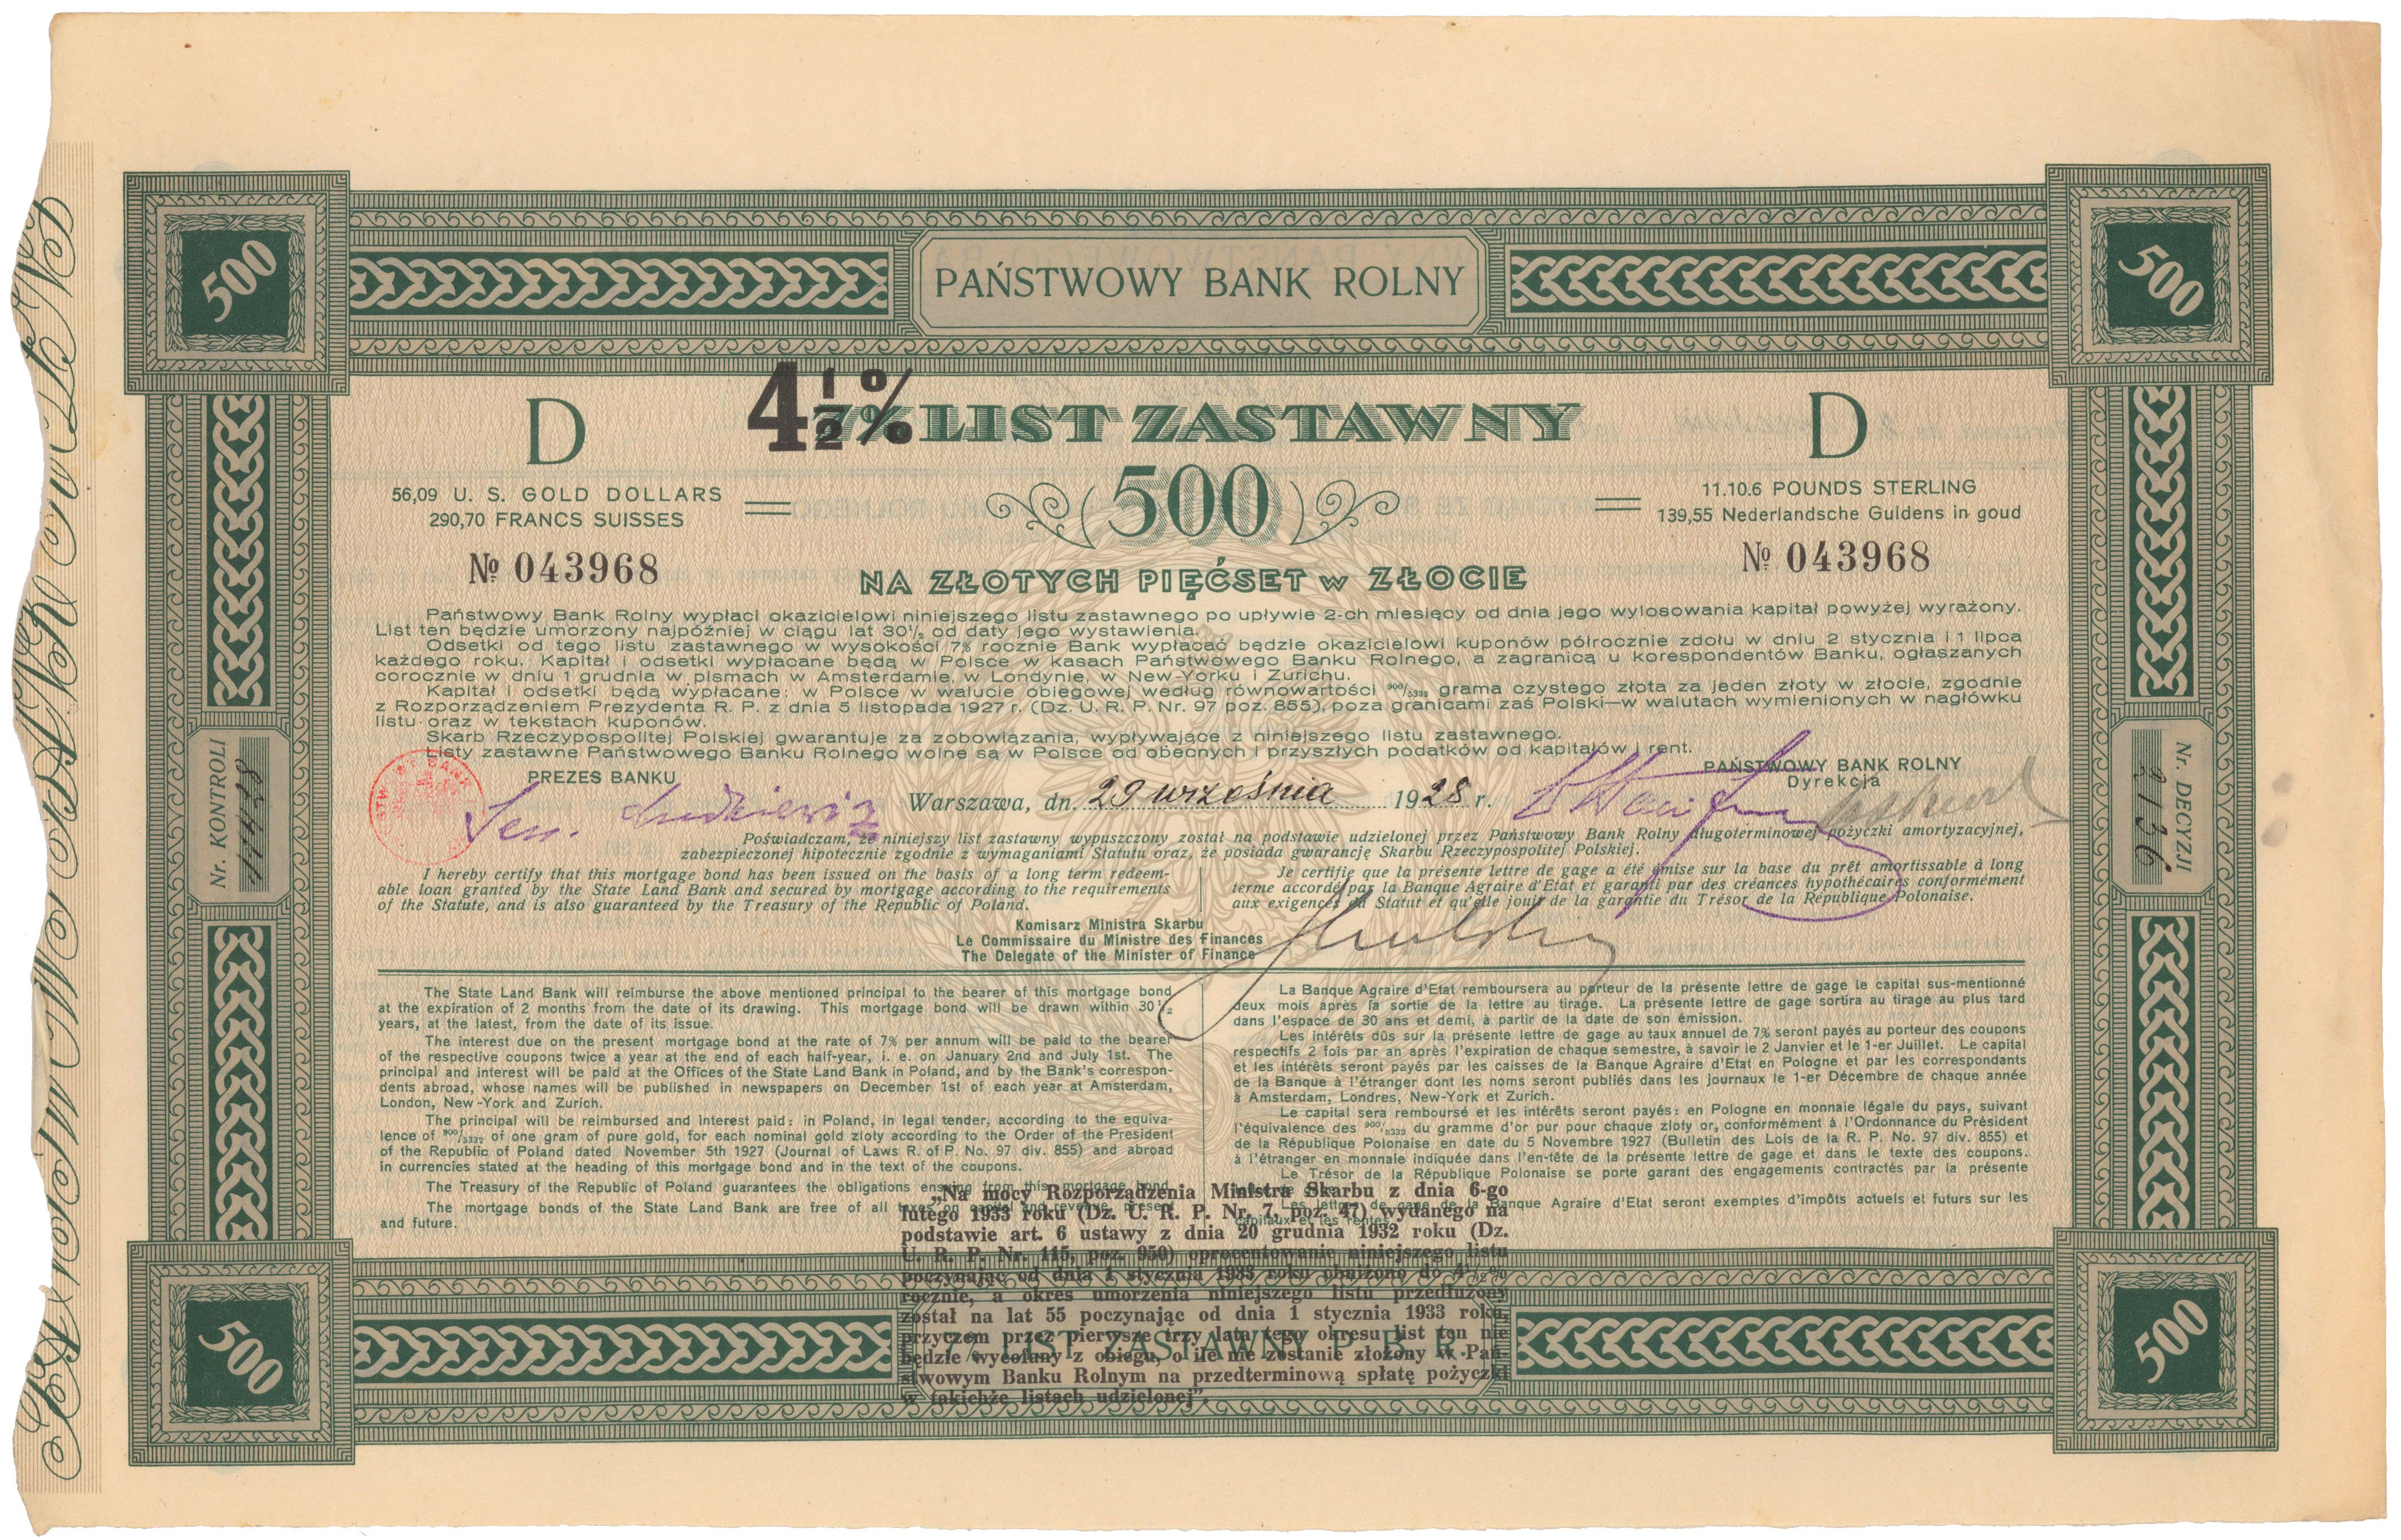 PAŃSTWOWY BANK ROLNY
500
500
D
4½%
7% LIST ZASTAWNY
D
56,09 U. S. GOLD DOLLARS
290,70 FRANCS SUISSES
500
11.10.6 POUNDS STERLING
139,55 Nederlandsche Guldens in goud
№ 043968
№ 043968
NA ZŁOTYCH PIĘĆSET w ZŁOCIE
Państwowy Bank Rolny wypłaci okazicielowi niniejszego listu zastawnego po upływie 2-ch miesięcy od dnia jego wylosowania kapitał powyżej wyrażony.
List ten będzie umorzony najpóźniej w ciągu lat 30½ od daty jego wystawienia.
Odsetki od tego listu zastawnego w wysokości 7% rocznie Bank wypłacać będzie okazicielowi kuponów półrocznie zdołu w dniu 2 stycznia i 1 lipca
każdego roku. Kapitał i odsetki wypłacane będą w Polsce w kasach Państwowego Banku Rolnego, a zagranicą u korespondentów Banku, ogłaszanych
corocznie w dniu 1 grudnia w pismach w Amsterdamie, w Londynie, w New-Yorku i Zurichu.
Kapitał i odsetki będą wypłacane: w Polsce w walucie obiegowej według równowartości 900/5332 grama czystego złota za jeden złoty w złocie, zgodnie
z Rozporządzeniem Prezydenta R. P. z dnia 5 listopada 1927 r. (Dz. U. R. P. Nr. 97 poz. 855), poza granicami zaś Polski—w walutach wymienionych w nagłówku
listu oraz w tekstach kuponów.
Skarb Rzeczypospolitej Polskiej gwarantuje za zobowiązania, wypływające z niniejszego listu zastawnego.
Listy zastawne Państwowego Banku Rolnego wolne są w Polsce od obecnych i przyszłych podatków od kapitałów i rent.
PREZES BANKU
PAŃSTWOWY BANK ROLNY
Dyrekcja
Warszawa, dn. 29 września 1928 r.
Nr. KONTROLI
Nr. DECYZJI
2136
Poświadczam, że niniejszy list zastawny wypuszczony został na podstawie udzielonej przez Państwowy Bank Rolny długoterminowej pożyczki amortyzacyjnej,
zabezpieczonej hipotecznie zgodnie z wymaganiami Statutu oraz, że posiada gwarancję Skarbu Rzeczypospolitej Polskiej.
I hereby certify that this mortgage bond has been issued on the basis of a long term redeem-
able loan granted by the State Land Bank and secured by mortgage according to the requirements
of the Statute, and is also guaranteed by the Treasury of the Republic of Poland.
Je certifie que la présente lettre de gage a été émise sur la base du prêt amortissable à long
terme accordé par la Banque Agraire d'Etat et garanti par des créances hypothécaires conformément
aux exigences du Statut et qu'elle jouit de la garantie du Trésor de la République Polonaise.
Komisarz Ministra Skarbu
Le Commissaire du Ministre des Finances
The Delegate of the Minister of Finance
The State Land Bank will reimburse the above mentioned principal to the bearer of this mortgage bond
at the expiration of 2 months from the date of its drawing. This mortgage bond will be drawn within 30½
years, at the latest, from the date of its issue.
The interest due on the present mortgage bond at the rate of 7% per annum will be paid to the bearer
of the respective coupons twice a year at the end of each half-year, i. e. on January 2nd and July 1st. The
principal and interest will be paid at the Offices of the State Land Bank in Poland, and by the Bank's correspon-
dents abroad, whose names will be published in newspapers on December 1st of each year at Amsterdam,
London, New-York and Zurich.
The principal will be reimbursed and interest paid: in Poland, in legal tender, according to the equiva-
lence of 900/5332 of one gram of pure gold, for each nominal gold zloty according to the Order of the President
of the Republic of Poland dated November 5th 1927 (Journal of Laws R. of P. No. 97 div. 855) and abroad
in currencies stated at the heading of this mortgage bond and in the text of the coupons.
The Treasury of the Republic of Poland guarantees the obligations ensuing from this mortgage bond.
The mortgage bonds of the State Land Bank are free of all taxes on capital and revenue, present
and future.
La Banque Agraire d'Etat remboursera au porteur de la présente lettre de gage le capital sus-mentionné
deux mois après la sortie de la lettre au tirage. La présente lettre de gage sortira au tirage au plus tard
dans l'espace de 30 ans et demi, à partir de la date de son émission.
Les intérêts dûs sur la présente lettre de gage au taux annuel de 7% seront payés au porteur des coupons
respectifs 2 fois par an après l'expiration de chaque semestre, à savoir le 2 Janvier et le 1-er Juillet. Le capital
et les intérêts seront payés par les caisses de la Banque Agraire d'Etat en Pologne et par les correspondants
de la Banque à l'étranger dont les noms seront publiés dans les journaux le 1-er Décembre de chaque année
à Amsterdam, Londres, New-York et Zurich.
Le capital sera remboursé et les intérêts seront payés: en Pologne en monnaie légale du pays, suivant
l'équivalence des 900/5332 du gramme d'or pur pour chaque zloty or, conformément à l'Ordonnance du Président
de la République Polonaise en date du 5 Novembre 1927 (Bulletin des Lois de la R. P. No. 97 div. 855) et
à l'étranger en monnaie indiquée dans l'en-tête de la présente lettre de gage et dans le texte des coupons.
Le Trésor de la République Polonaise se porte garant des engagements contractés par la présente
lettre de gage.
Les lettres de gage de la Banque Agraire d'Etat seront exemptes d'impôts actuels et futurs sur les
capitaux et les rentes.
„Na mocy Rozporządzenia Ministra Skarbu z dnia 6-go
lutego 1933 roku (Dz. U. R. P. Nr. 7, poz. 47) wydanego na
podstawie art. 6 ustawy z dnia 20 grudnia 1932 roku (Dz.
U. R. P. Nr. 115, poz. 950) oprocentowanie niniejszego listu
poczynając od dnia 1 stycznia 1933 roku obniżono do 4½%
rocznie, a okres umorzenia niniejszego listu przedłużony
został na lat 55 poczynając od dnia 1 stycznia 1933 roku,
przyczem przez pierwsze trzy lata tego okresu list ten nie
będzie wycofany z obiegu, o ile nie zostanie złożony w Pań-
stwowym Banku Rolnym na przedterminową spłatę pożyczki
w takichże listach udzielonej".
7% LIST ZASTAWNY P. B. R.
500
500